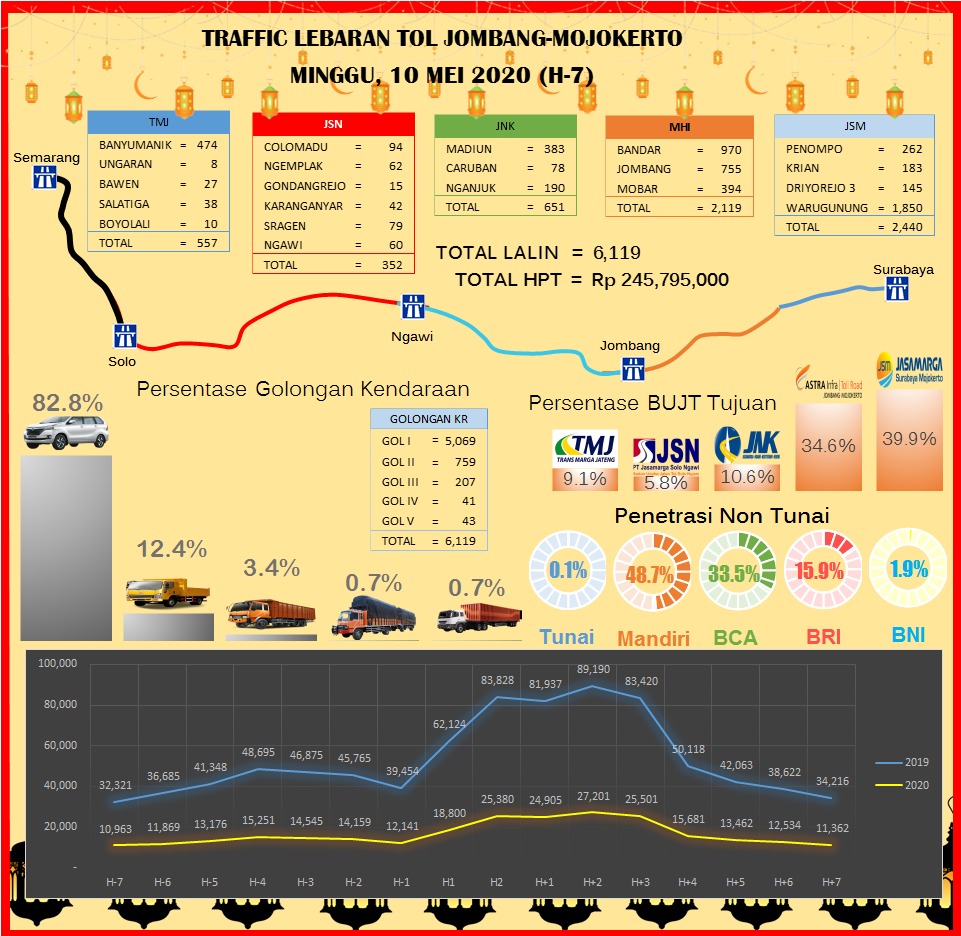 TRAFFIC LEBARAN TOL JOMBANG-MOJOKERTO
MINGGU, 10 MEI 2020 (H-7)
Semarang
TMJ
BANYUMANIK = 474
UNGARAN = 8
BAWEN = 27
SALATIGA = 38
BOYOLALI = 10
TOTAL = 557
JSN
COLOMADU = 94
NGEMPLAK = 62
GONDANGREJO = 15
KARANGANYAR = 42
SRAGEN = 79
NGAWI = 60
TOTAL = 352
JNK
MADIUN = 383
CARUBAN = 78
NGANJUK = 190
TOTAL = 651
MHI
BANDAR = 970
JOMBANG = 755
MOBAR = 394
TOTAL = 2,119
JSM
PENOMPO = 262
KRIAN = 183
DRIYOREJO 3 = 145
WARUGUNUNG = 1,850
TOTAL = 2,440
TOTAL LALIN = 6,119
TOTAL HPT = Rp 245,795,000
Surabaya
Ngawi
Jombang
Solo
Persentase Golongan Kendaraan
82.8%
12.4%
3.4%
0.7%
0.7%
GOLONGAN KR
GOL I = 5,069
GOL II = 759
GOL III = 207
GOL IV = 41
GOL V = 43
TOTAL = 6,119
Persentase BUJT Tujuan
TMJ
TRANS MARGA JATENG
9.1%
JSN
PT Jasamarga Solo Ngawi
5.8%
JNK
10.6%
ASTRA Infra | Toll Road
JOMBANG MOJOKERTO
34.6%
JSM
JASAMARGA
Surabaya Mojokerto
39.9%
Penetrasi Non Tunai
0.1%
48.7%
33.5%
15.9%
1.9%
Tunai
Mandiri
BCA
BRI
BNI
100,000
80,000
60,000
40,000
20,000
-
32,321
36,685
41,348
48,695
46,875
45,765
39,454
62,124
83,828
81,937
89,190
83,420
50,118
42,063
38,622
34,216
10,963
11,869
13,176
15,251
14,545
14,159
12,141
18,800
25,380
24,905
27,201
25,501
15,681
13,462
12,534
11,362
2019
2020
H-7
H-6
H-5
H-4
H-3
H-2
H-1
H1
H2
H+1
H+2
H+3
H+4
H+5
H+6
H+7